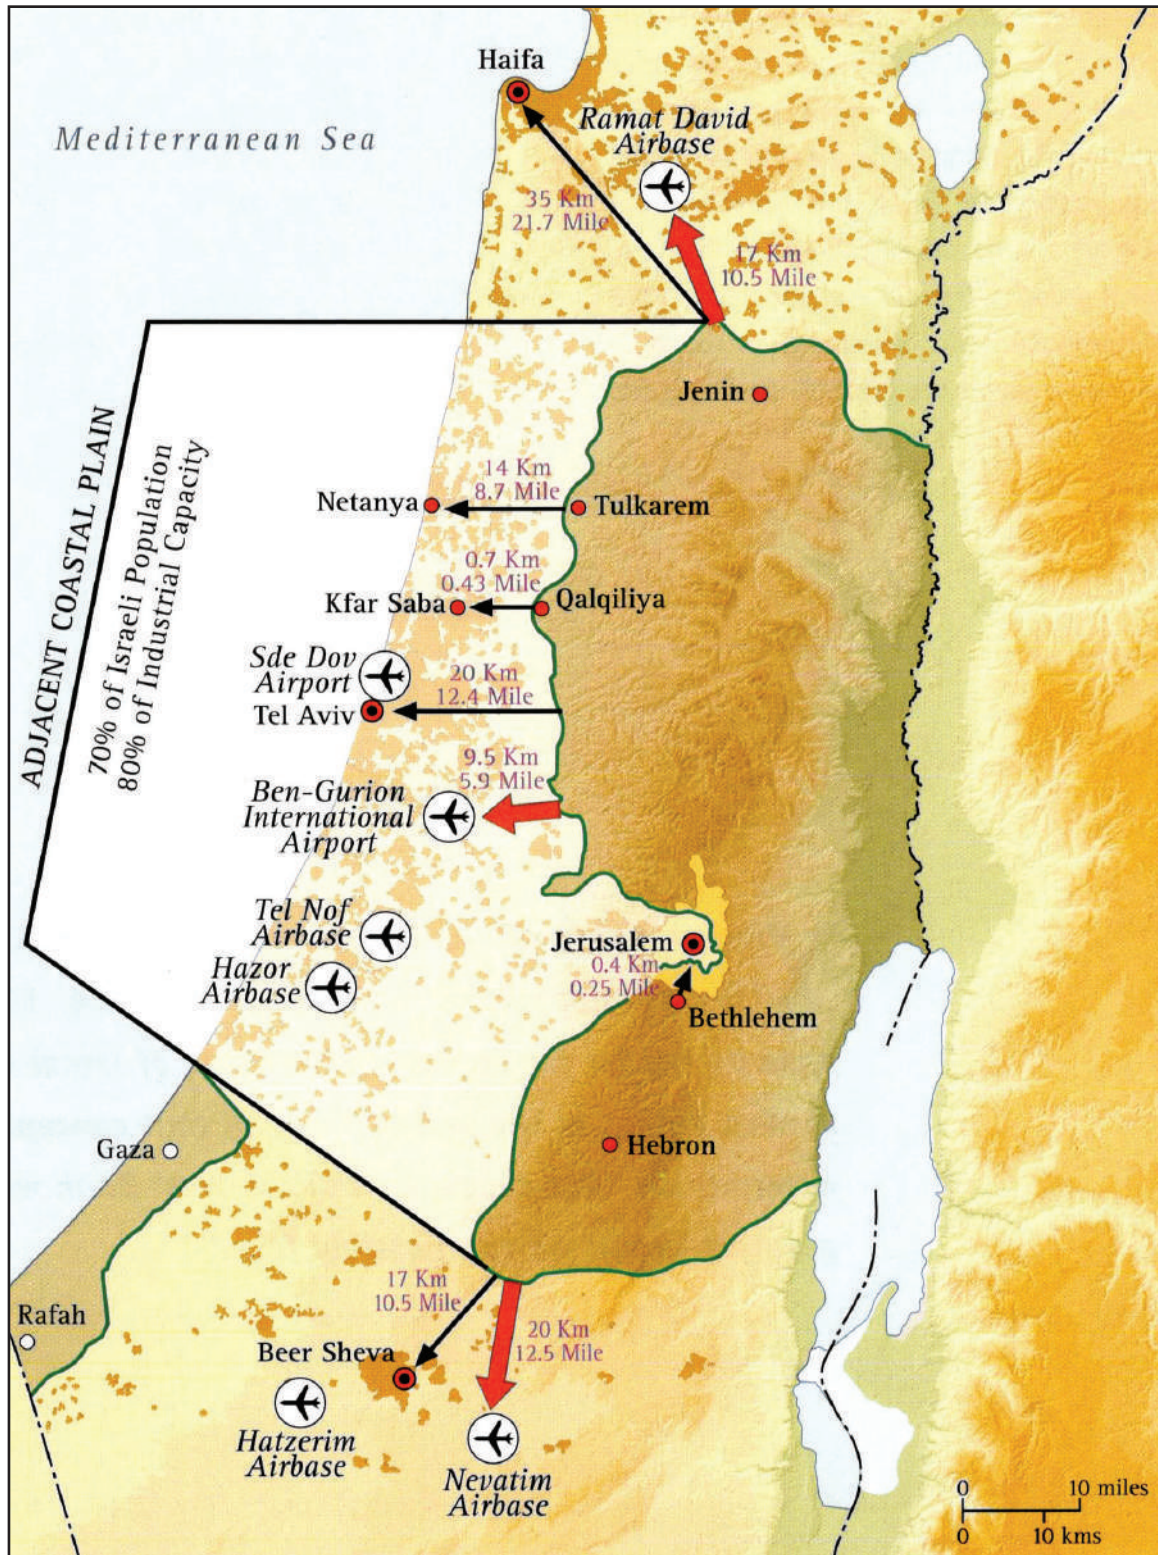 Haifa
Mediterranean Sea
Ramat David
Airbase
35 Km
21.7 Mile
17 Km
10.5 Mile
Jenin
ADJACENT COASTAL PLAIN
70% of Israeli Population
80% of Industrial Capacity
14 Km
8.7 Mile
Netanya
Tulkarem
0.7 Km
0.43 Mile
Kfar Saba
Qalqiliya
Sde Dov
Airport
20 Km
12.4 Mile
Tel Aviv
9.5 Km
5.9 Mile
Ben-Gurion
International
Airport
Tel Nof
Airbase
Jerusalem
Hazor
Airbase
0.4 Km
0.25 Mile
Bethlehem
Gaza
Hebron
17 Km
10.5 Mile
Rafah
20 Km
12.5 Mile
Beer Sheva
Hatzerim
Airbase
Nevatim
Airbase
0 10 miles
0 10 kms